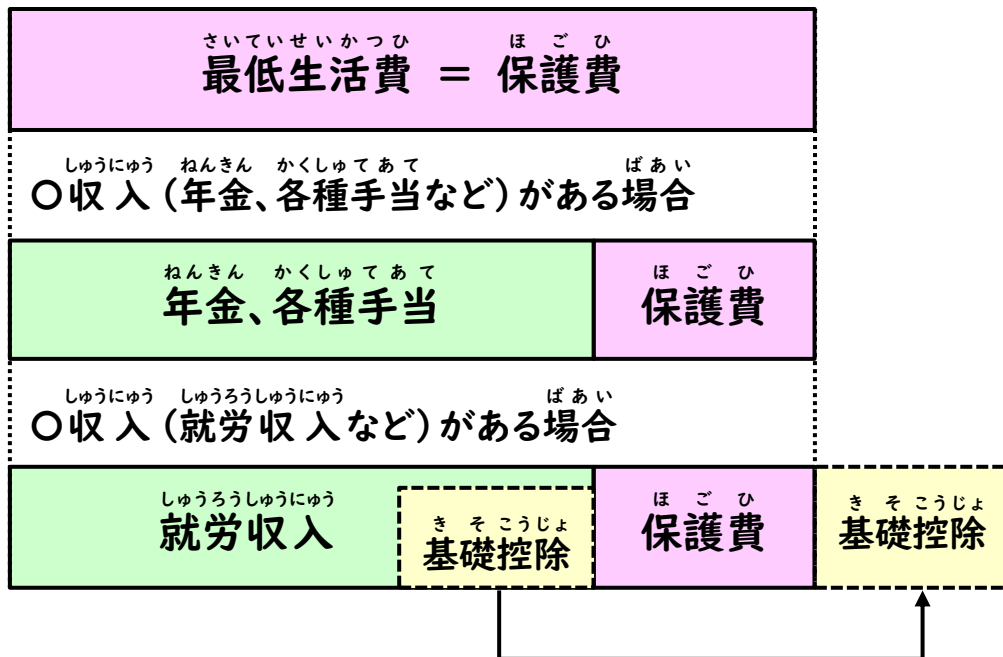 さいていせいかつひ ほごひ
最低生活費 = 保護費
しゅうにゅう ねんきん かくしゅてあて ばあい
〇収入(年金、各種手当など)がある場合
ねんきん かくしゅてあて ほごひ
年金、各種手当 保護費
しゅうにゅう しゅうろうしゅうにゅう ばあい
〇収入(就労収入など)がある場合
しゅうろうしゅうにゅう きそこうじょ ほごひ きそこうじょ
就労収入 基礎控除 保護費 基礎控除